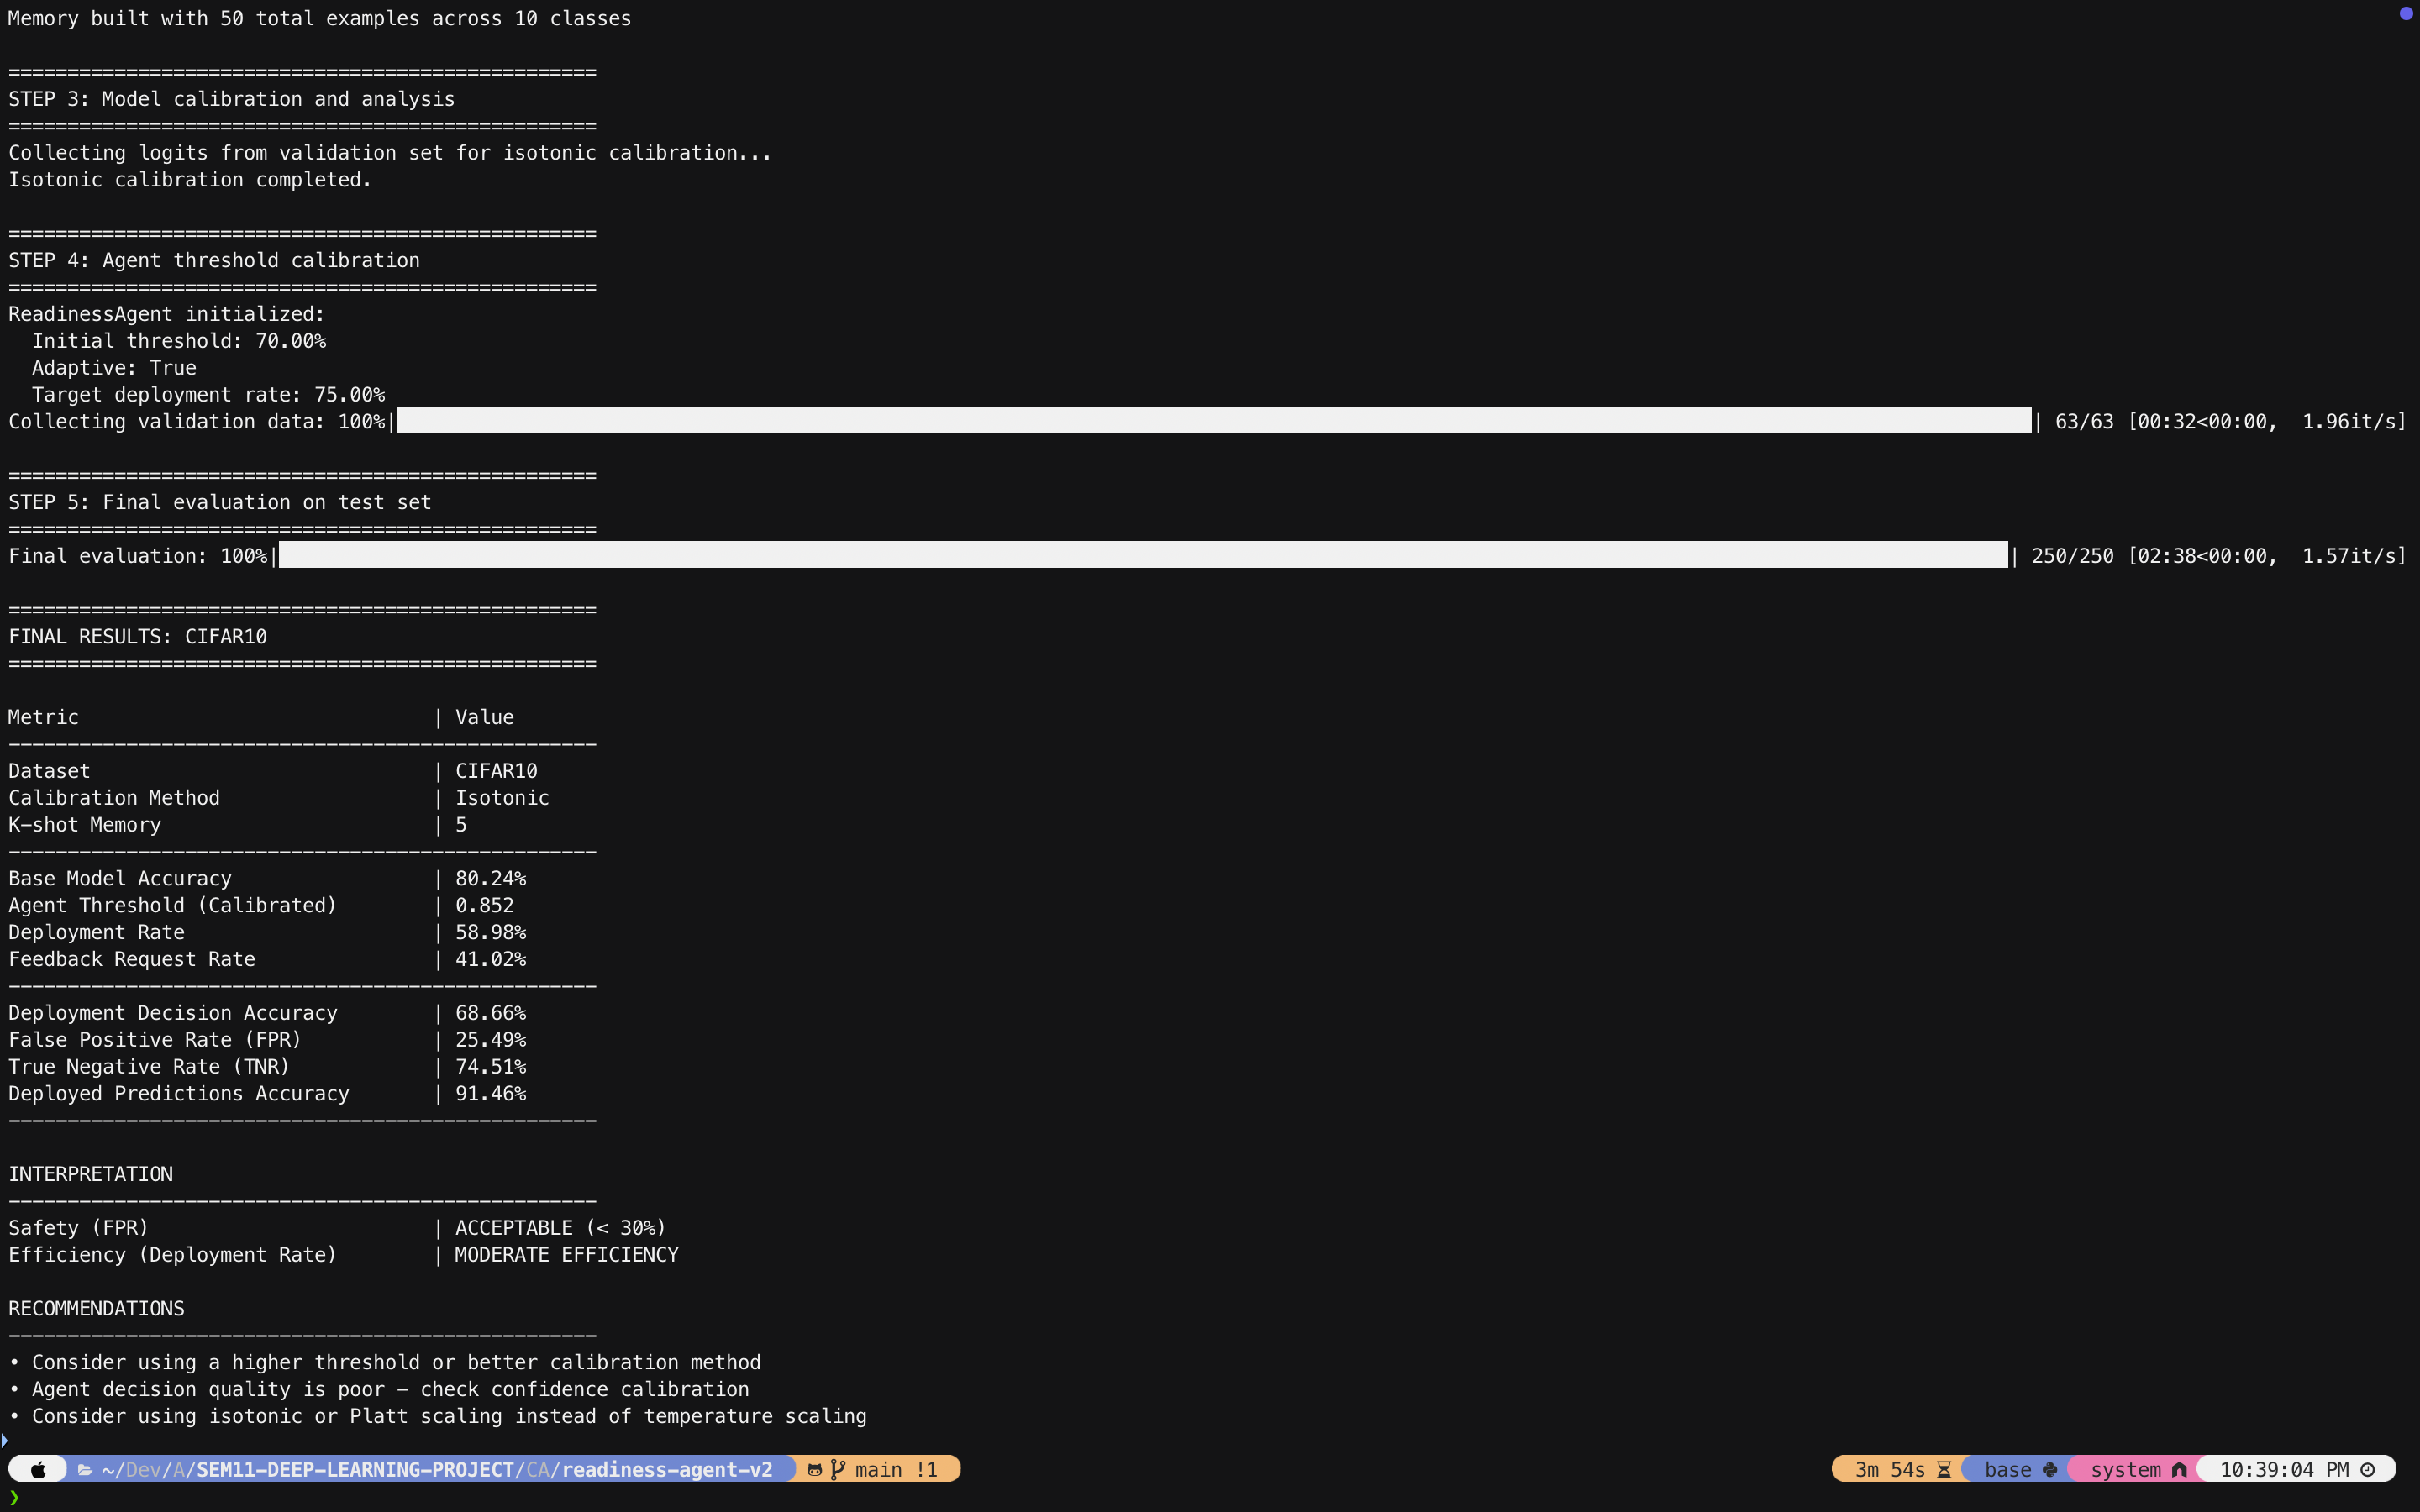 Memory built with 50 total examples across 10 classes
==================================================
STEP 3: Model calibration and analysis
==================================================
Collecting logits from validation set for isotonic calibration...
Isotonic calibration completed.
==================================================
STEP 4: Agent threshold calibration
==================================================
ReadinessAgent initialized:
Initial threshold: 70.00%
Adaptive: True
Target deployment rate: 75.00%
Collecting validation data: 100%| | 63/63 [00:32<00:00, 1.96it/s]
==================================================
STEP 5: Final evaluation on test set
==================================================
Final evaluation: 100%| | 250/250 [02:38<00:00, 1.57it/s]
==================================================
FINAL RESULTS: CIFAR10
==================================================
Metric | Value
--------------------------------------------------
Dataset | CIFAR10
Calibration Method | Isotonic
K-shot Memory | 5
--------------------------------------------------
Base Model Accuracy | 80.24%
Agent Threshold (Calibrated) | 0.852
Deployment Rate | 58.98%
Feedback Request Rate | 41.02%
--------------------------------------------------
Deployment Decision Accuracy | 68.66%
False Positive Rate (FPR) | 25.49%
True Negative Rate (TNR) | 74.51%
Deployed Predictions Accuracy | 91.46%
--------------------------------------------------
INTERPRETATION
--------------------------------------------------
Safety (FPR) | ACCEPTABLE (< 30%)
Efficiency (Deployment Rate) | MODERATE EFFICIENCY
RECOMMENDATIONS
--------------------------------------------------
• Consider using a higher threshold or better calibration method
• Agent decision quality is poor - check confidence calibration
• Consider using isotonic or Platt scaling instead of temperature scaling
~/Dev/A/SEM11-DEEP-LEARNING-PROJECT/CA/readiness-agent-v2 main !1 3m 54s base system 10:39:04 PM
❯